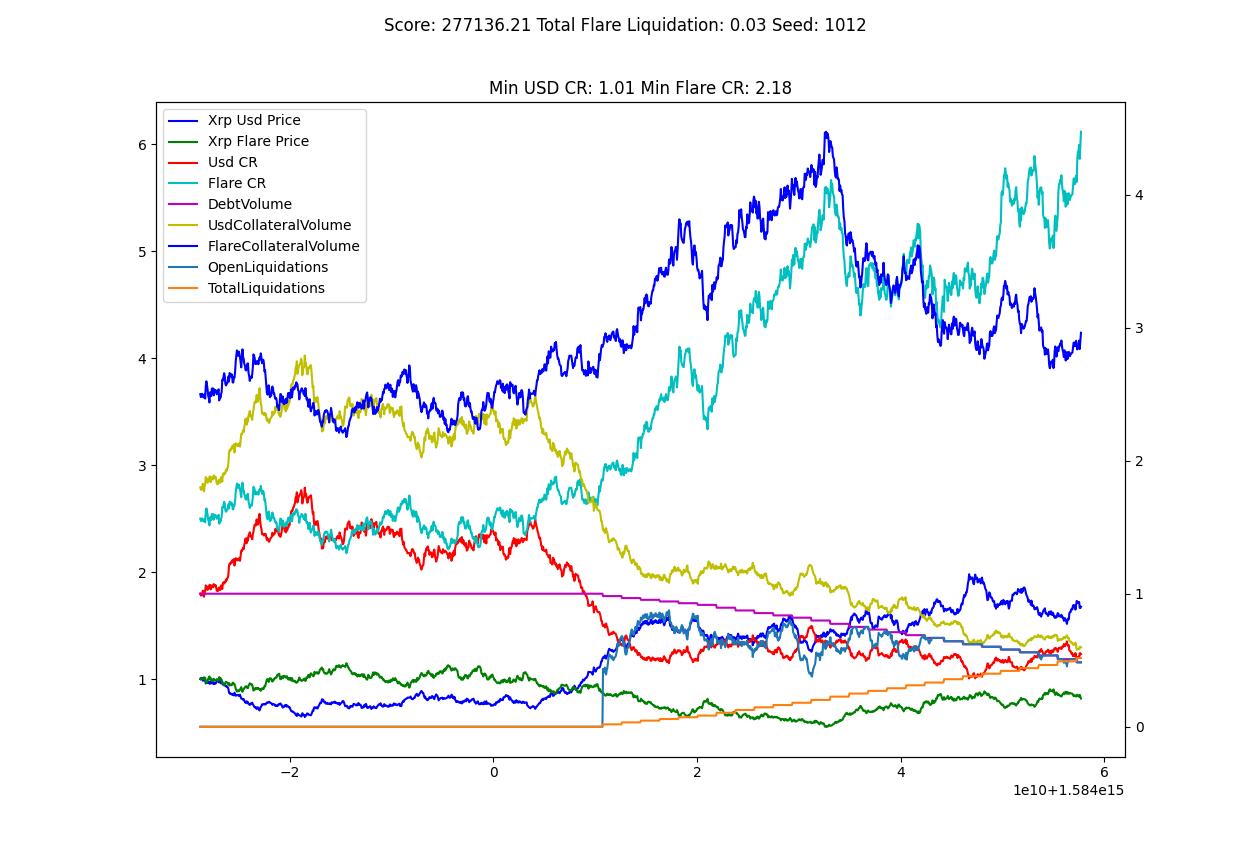 Score: 277136.21 Total Flare Liquidation: 0.03 Seed: 1012
Min USD CR: 1.01 Min Flare CR: 2.18
Xrp Usd Price
Xrp Flare Price
Usd CR
Flare CR
DebtVolume
UsdCollateralVolume
FlareCollateralVolume
OpenLiquidations
TotalLiquidations
6
5
4
3
2
1
4
3
2
1
0
−2
0
2
4
6
1e10+1.584e15